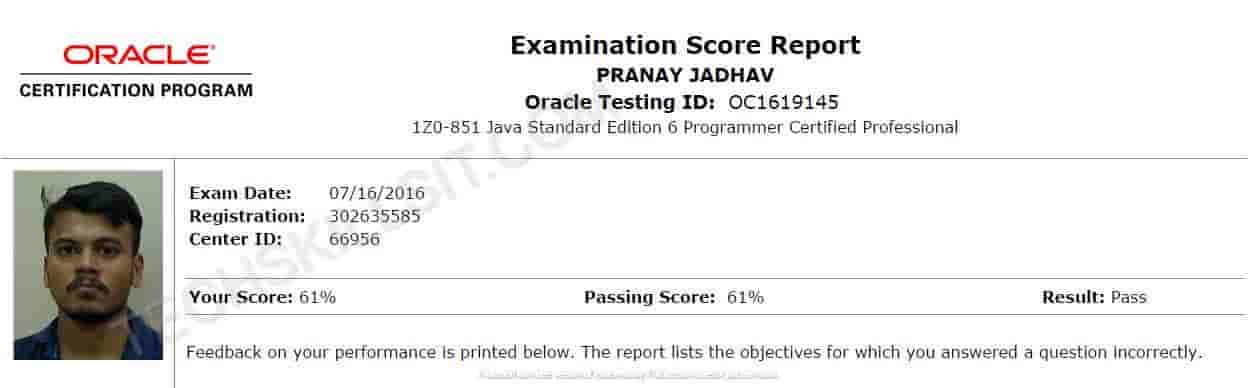 ORACLE®
CERTIFICATION PROGRAM
Examination Score Report
PRANAY JADHAV
Oracle Testing ID: OC1619145
1Z0-851 Java Standard Edition 6 Programmer Certified Professional
Exam Date: 07/16/2016
Registration: 302635585
Center ID: 66956
Your Score: 61% Passing Score: 61% Result: Pass
Feedback on your performance is printed below. The report lists the objectives for which you answered a question incorrectly.
TECHSKILLSIT.COM